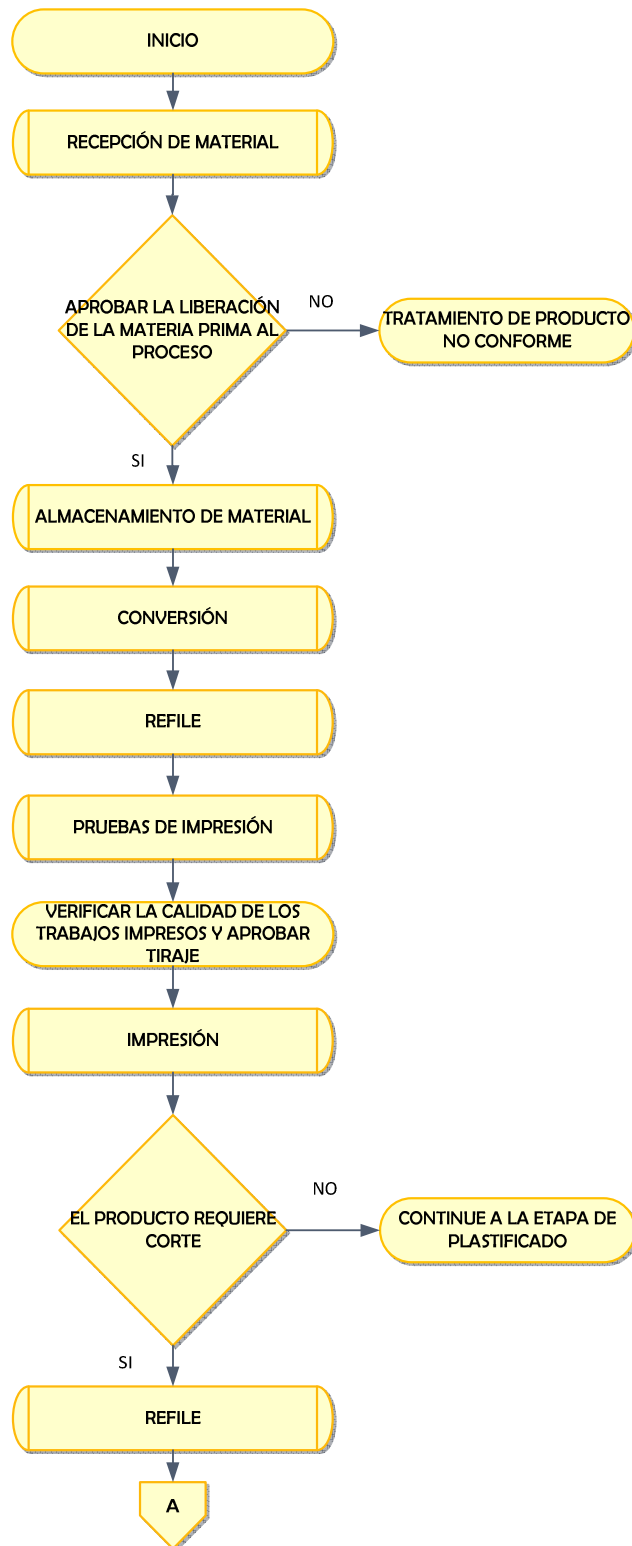 INICIO
RECEPCIÓN DE MATERIAL
APROBAR LA LIBERACIÓN
DE LA MATERIA PRIMA AL
PROCESO
NO
TRATAMIENTO DE PRODUCTO
NO CONFORME
SI
ALMACENAMIENTO DE MATERIAL
CONVERSIÓN
REFILE
PRUEBAS DE IMPRESIÓN
VERIFICAR LA CALIDAD DE LOS
TRABAJOS IMPRESOS Y APROBAR
TIRAJE
IMPRESIÓN
EL PRODUCTO REQUIERE
CORTE
NO
CONTINUE A LA ETAPA DE
PLASTIFICADO
SI
REFILE
A